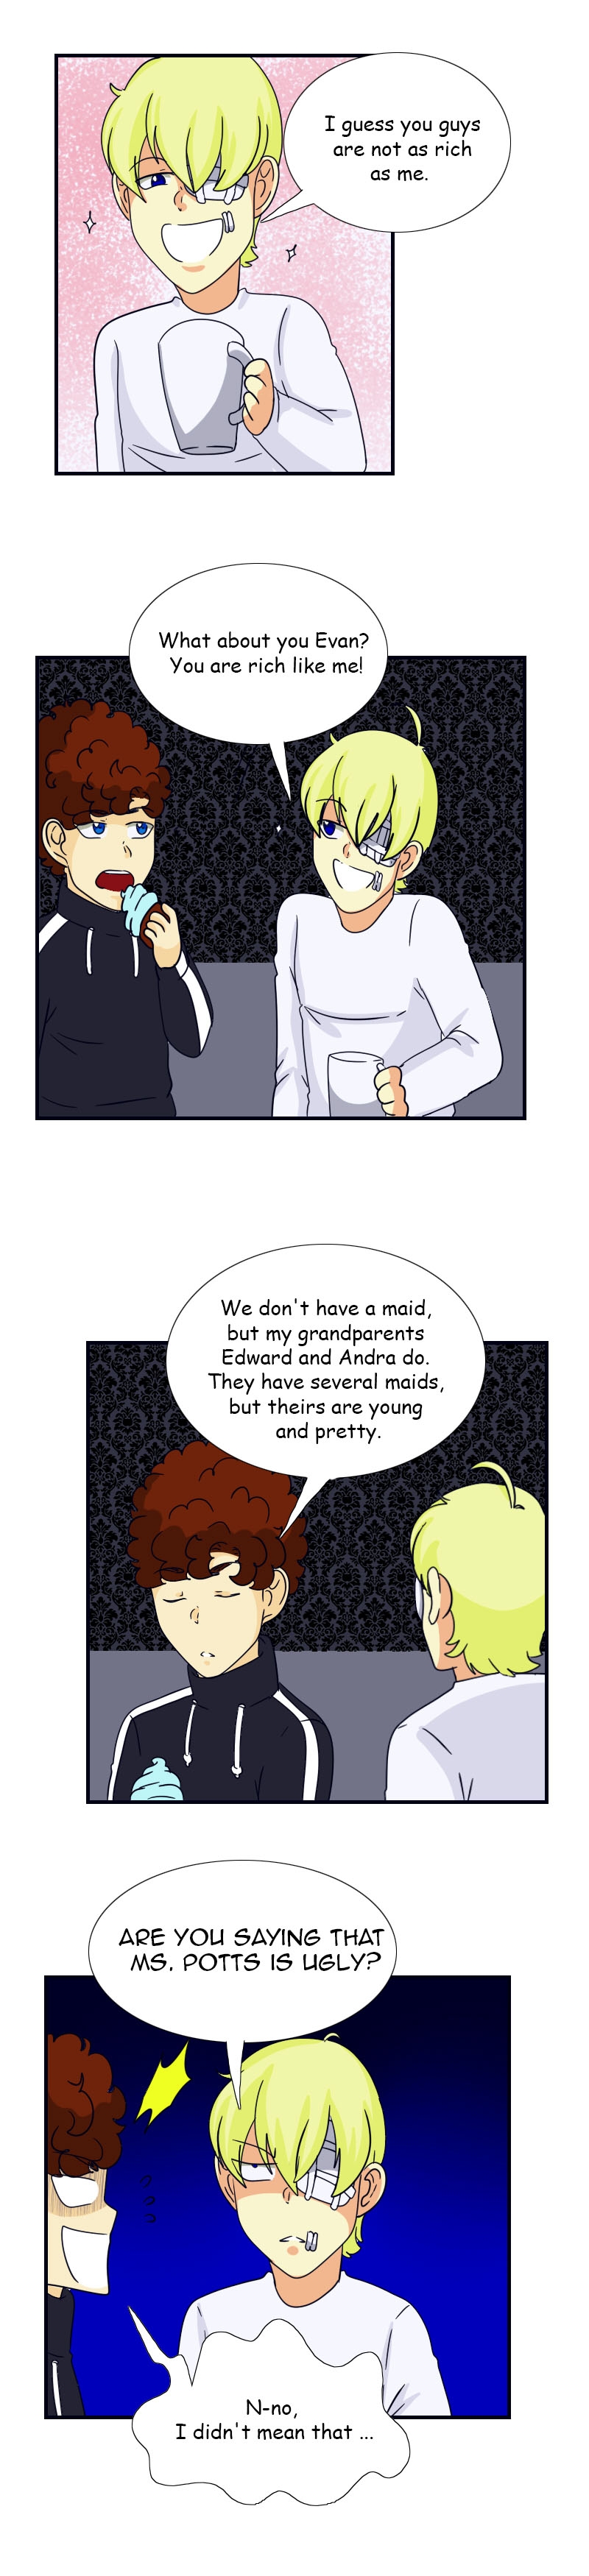 I guess you guys
are not as rich
as me.
What about you Evan?
You are rich like me!
We don't have a maid,
but my grandparents
Edward and Andra do.
They have several maids,
but theirs are young
and pretty.
ARE YOU SAYING THAT
MS. POTTS IS UGLY?
N-no,
I didn't mean that ...